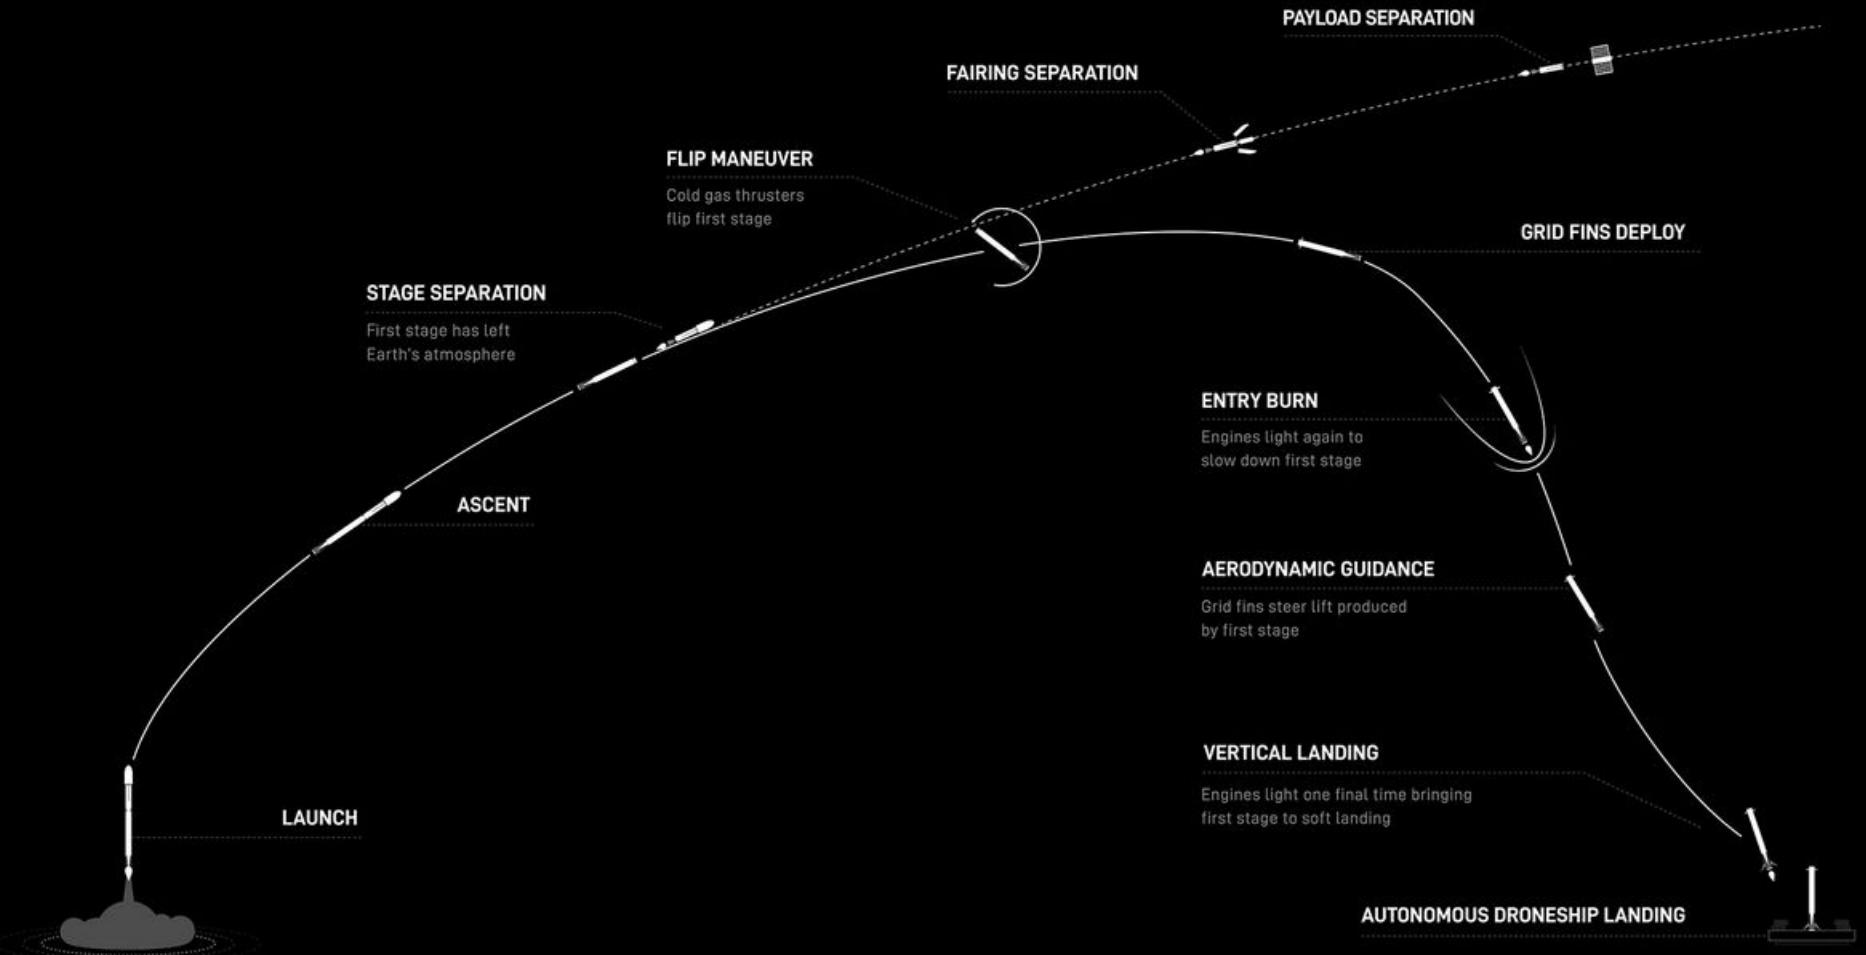 PAYLOAD SEPARATION
FAIRING SEPARATION
FLIP MANEUVER
Cold gas thrusters
flip first stage
GRID FINS DEPLOY
STAGE SEPARATION
First stage has left
Earth's atmosphere
ENTRY BURN
Engines light again to
slow down first stage
ASCENT
AERODYNAMIC GUIDANCE
Grid fins steer lift produced
by first stage
VERTICAL LANDING
Engines light one final time bringing
first stage to soft landing
LAUNCH
AUTONOMOUS DRONESHIP LANDING